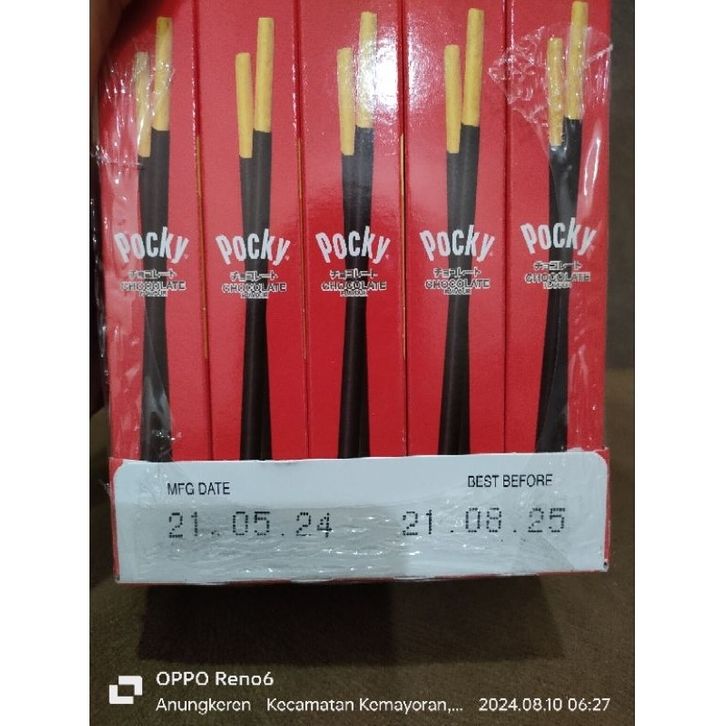 Pocky Pocky Pocky Pocky Pocky
チョコレート チョコレート チョコレート チョコレート チョコレート
CHOCOLATE CHOCOLATE CHOCOLATE CHOCOLATE CHOCOLATE
MFG DATE BEST BEFORE
21.05.24 21.08.25
OPPO Reno6
Anungkeren Kecamatan Kemayoran,... 2024.08.10 06:27